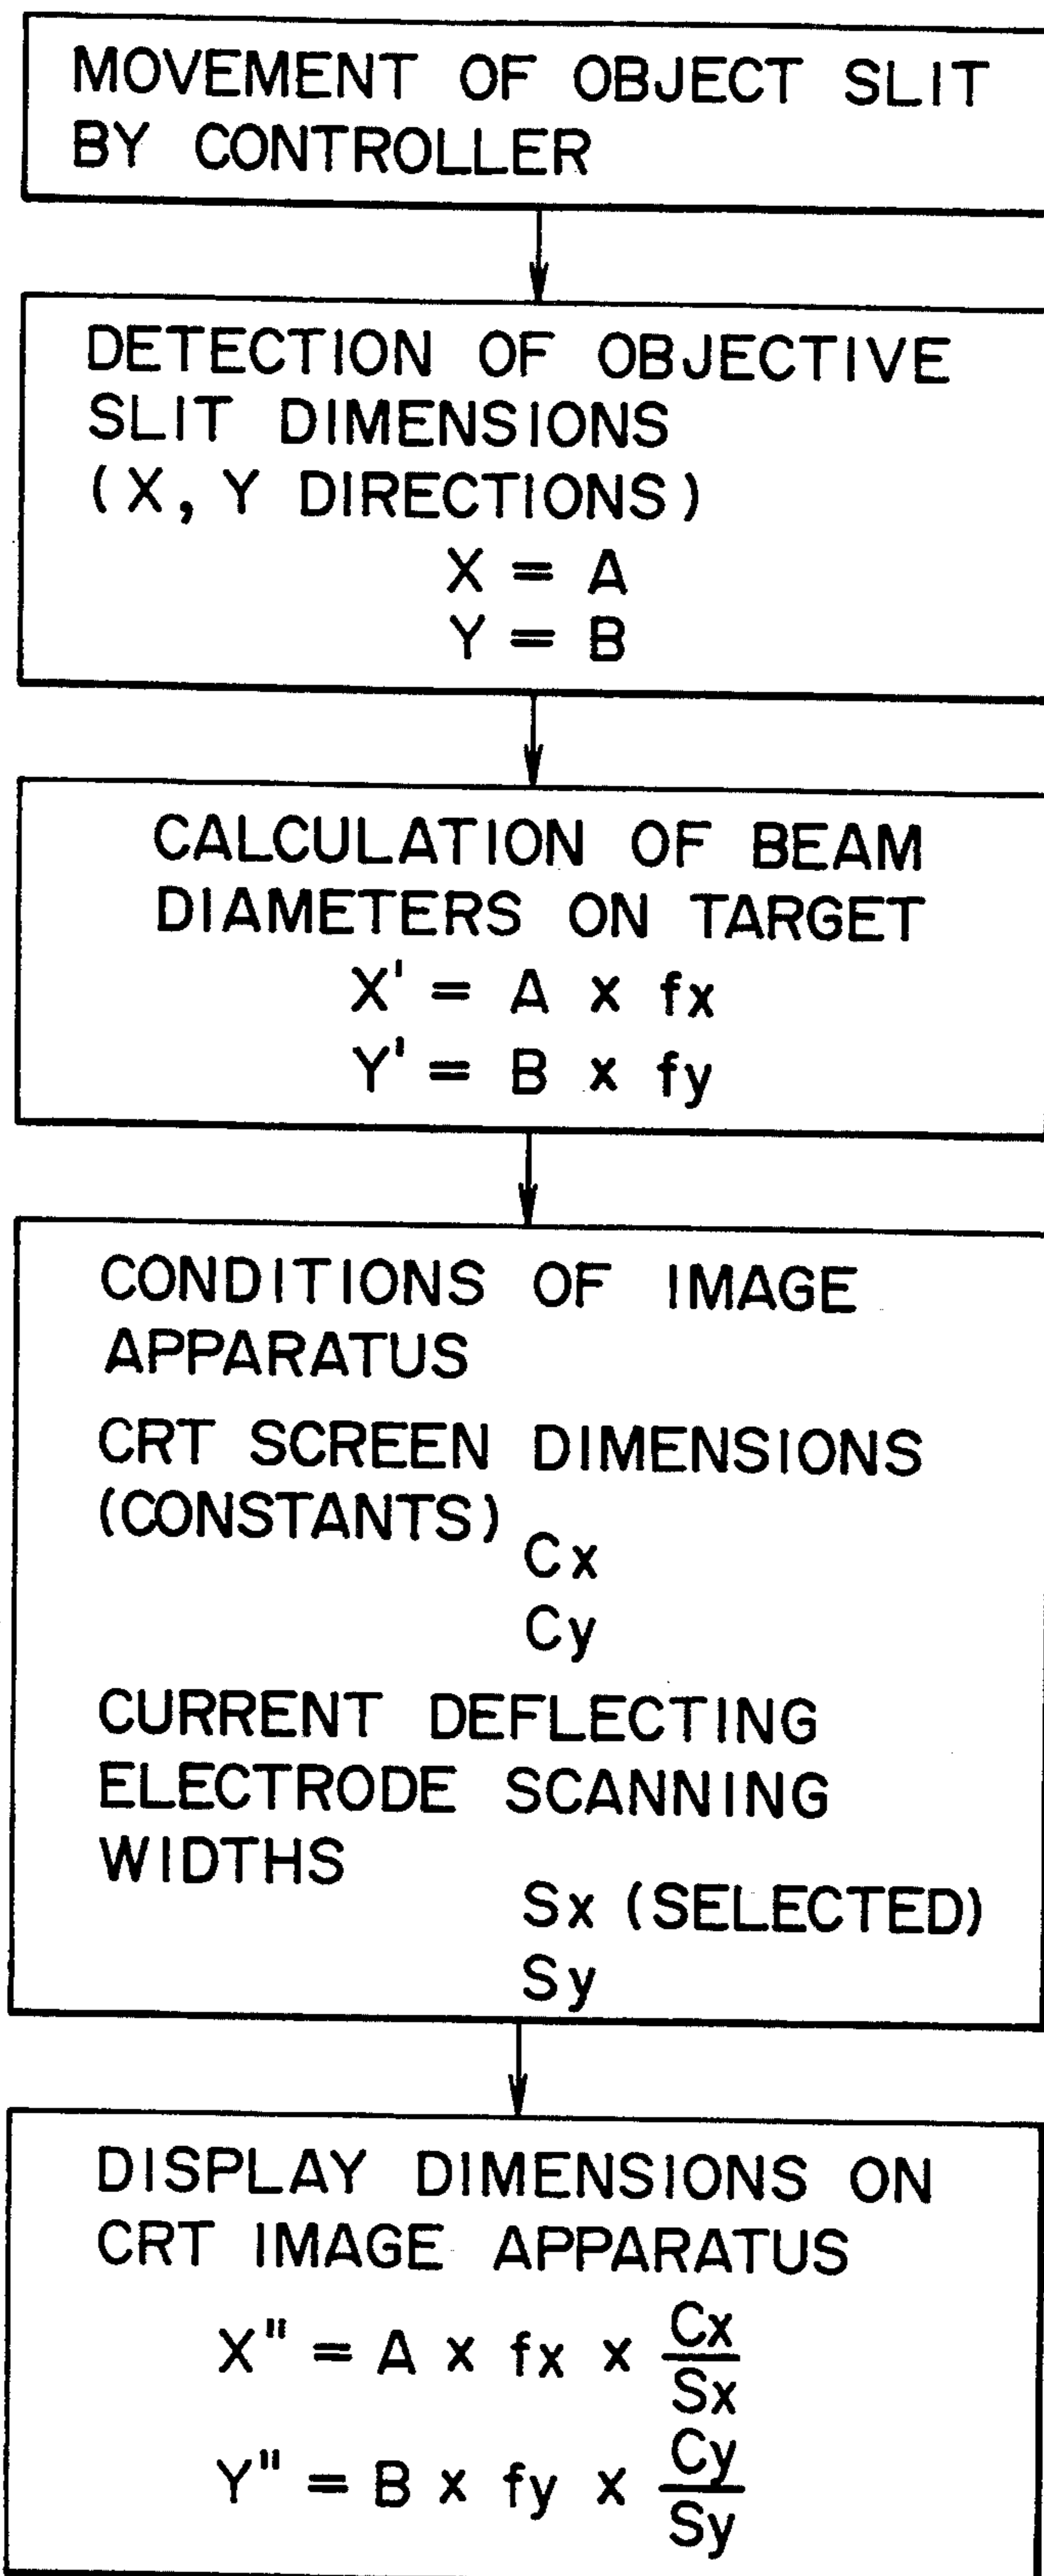 MOVEMENT OF OBJECT SLIT
BY CONTROLLER
DETECTION OF OBJECTIVE
SLIT DIMENSIONS
(X, Y DIRECTIONS)
X = A
Y = B
CALCULATION OF BEAM
DIAMETERS ON TARGET
X' = A x fx
Y' = B x fy
CONDITIONS OF IMAGE
APPARATUS
CRT SCREEN DIMENSIONS
(CONSTANTS)
Cx
Cy
CURRENT DEFLECTING
ELECTRODE SCANNING
WIDTHS
Sx (SELECTED)
Sy
DISPLAY DIMENSIONS ON
CRT IMAGE APPARATUS
X" = A x fx x Cx/Sx
Y" = B x fy x Cy/Sy